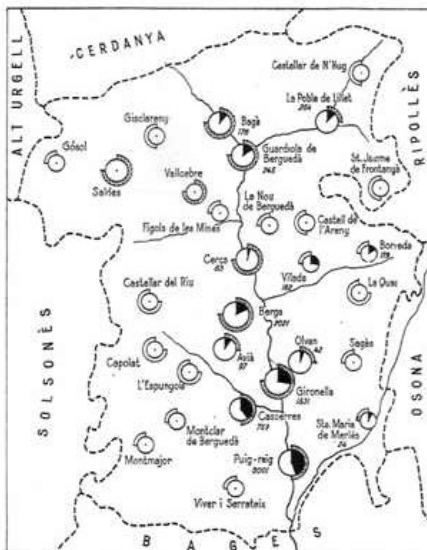 CERDANYA
ALT URGELL
RIPOLLÈS
Castellar de N'Hug
La Pobla de Lillet
204
Gisclareny
Bagà
Guardiola de
Berguedà
Gósol
Saldes
Vallcebre
St. Jaume
de Frontanyà
La Nou
de Berguedà
Castell de
l'Areny
Fígols de les Mines
Borredà
Cercs
Vilada
La Quar
Castellar del Riu
Berga
Olvan
Avià
97
Sagàs
Capolat
L'Espunyola
Gironella
Casserres
Sta. Maria
de Merlès
Montclar
de Berguedà
Puig-reig
Montmajor
Viver i Serrateix
SOLSONÈS
OSONA
BAGES